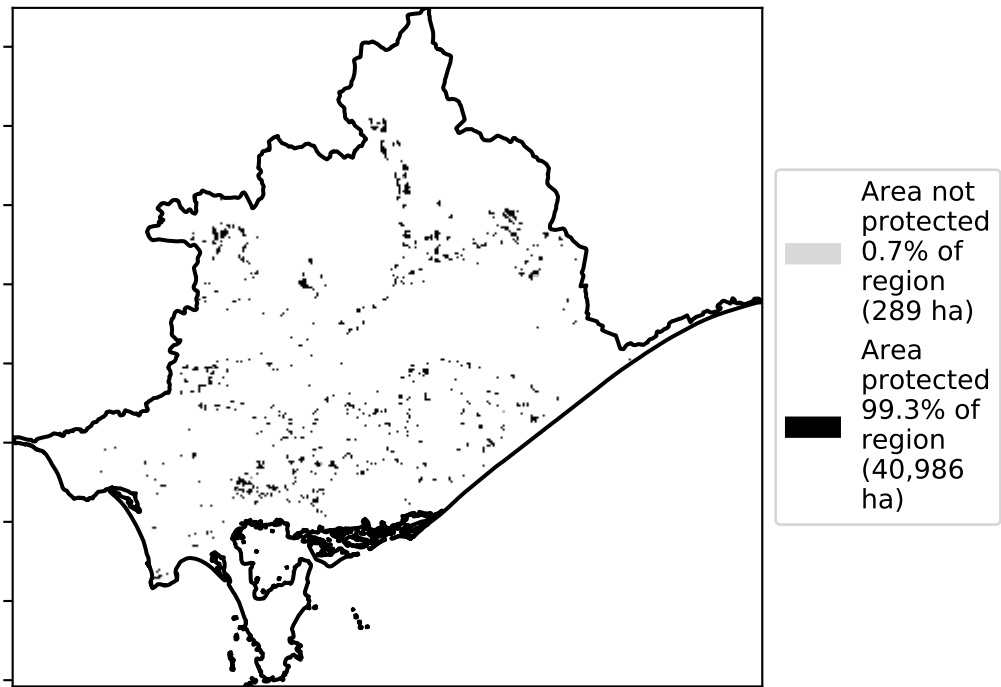 Area not
protected
0.7% of
region
(289 ha)
Area
protected
99.3% of
region
(40,986
ha)